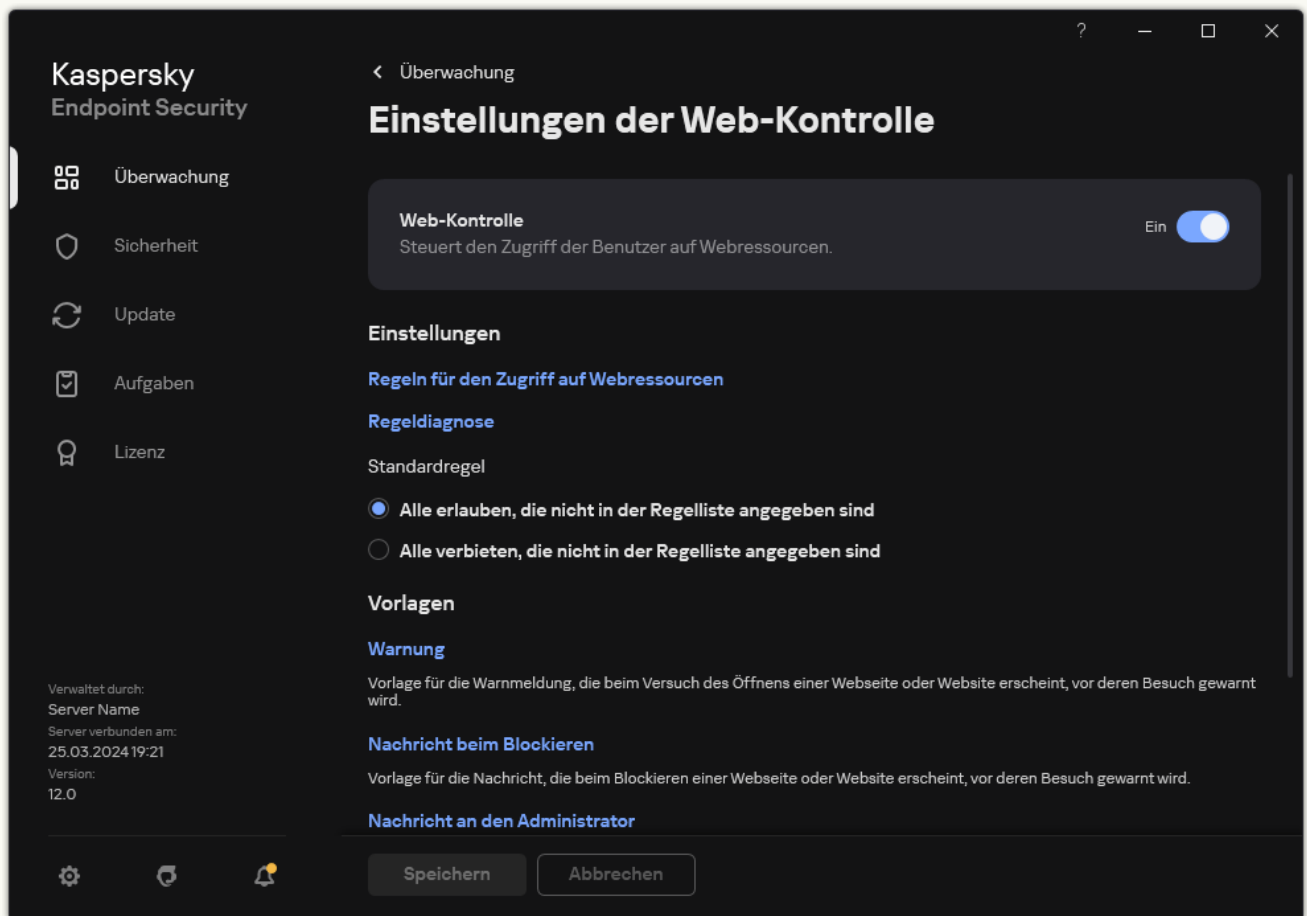 ?
Kaspersky
Endpoint Security
Überwachung
Sicherheit
Update
Aufgaben
Lizenz
Verwaltet durch:
Server Name
Server verbunden am:
25.03.2024 19:21
Version:
12.0
Überwachung
Einstellungen der Web-Kontrolle
Web-Kontrolle
Steuert den Zugriff der Benutzer auf Webressourcen.
Ein
Einstellungen
Regeln für den Zugriff auf Webressourcen
Regeldiagnose
Standardregel
Alle erlauben, die nicht in der Regelliste angegeben sind
Alle verbieten, die nicht in der Regelliste angegeben sind
Vorlagen
Warnung
Vorlage für die Warnmeldung, die beim Versuch des Öffnens einer Webseite oder Website erscheint, vor deren Besuch gewarnt
wird.
Nachricht beim Blockieren
Vorlage für die Nachricht, die beim Blockieren einer Webseite oder Website erscheint, vor deren Besuch gewarnt wird.
Nachricht an den Administrator
Speichern
Abbrechen